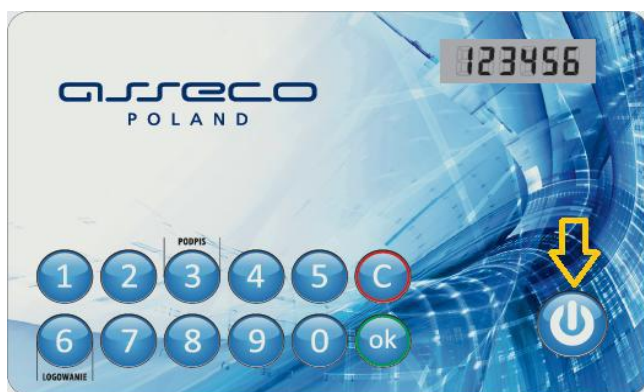 123456
asseco
POLAND
PODPIS
1 2 3 4 5 C
6 7 8 9 0 ok
LOGOWANIE